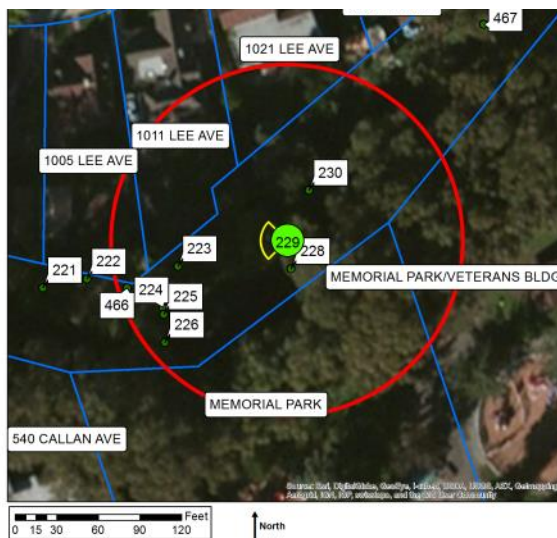 467
1021 LEE AVE
1011 LEE AVE
1005 LEE AVE
230
229
223
228
221
222
MEMORIAL PARK/VETERANS BLDG
466
224
225
226
MEMORIAL PARK
540 CALLAN AVE
Feet
0 15 30 60 90 120
North